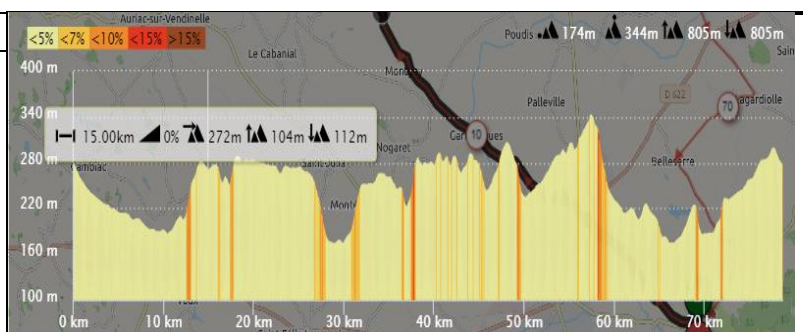 Auriac-sur-Vendinelle
<5% <7% <10% <15% >15%
Poudis 174m 344m 805m 805m
Le Cabanial
400 m
Palleville
D 622
70
340 m
15.00km 0% 272m 104m 112m
10
Nogaret
Belleserre
280 m
Cambiac
220 m
160 m
100 m
0 km 10 km 20 km 30 km 40 km 50 km 60 km 70 km